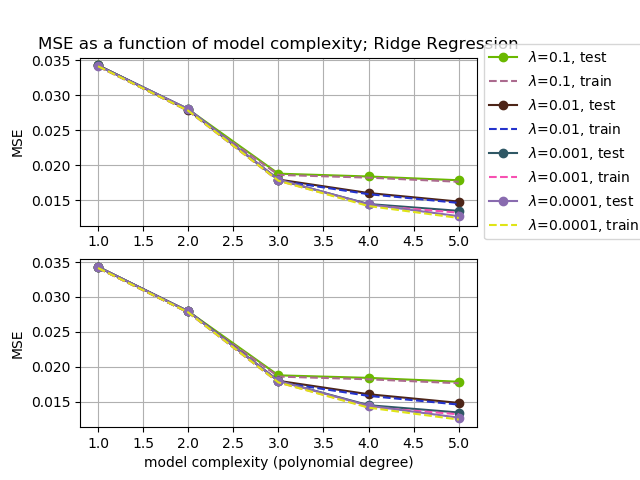 MSE as a function of model complexity; Ridge Regression
0.035
0.030
0.025
0.020
0.015
MSE
1.0 1.5 2.0 2.5 3.0 3.5 4.0 4.5 5.0
λ=0.1, test
λ=0.1, train
λ=0.01, test
λ=0.01, train
λ=0.001, test
λ=0.001, train
λ=0.0001, test
λ=0.0001, train
0.035
0.030
0.025
0.020
0.015
MSE
1.0 1.5 2.0 2.5 3.0 3.5 4.0 4.5 5.0
model complexity (polynomial degree)